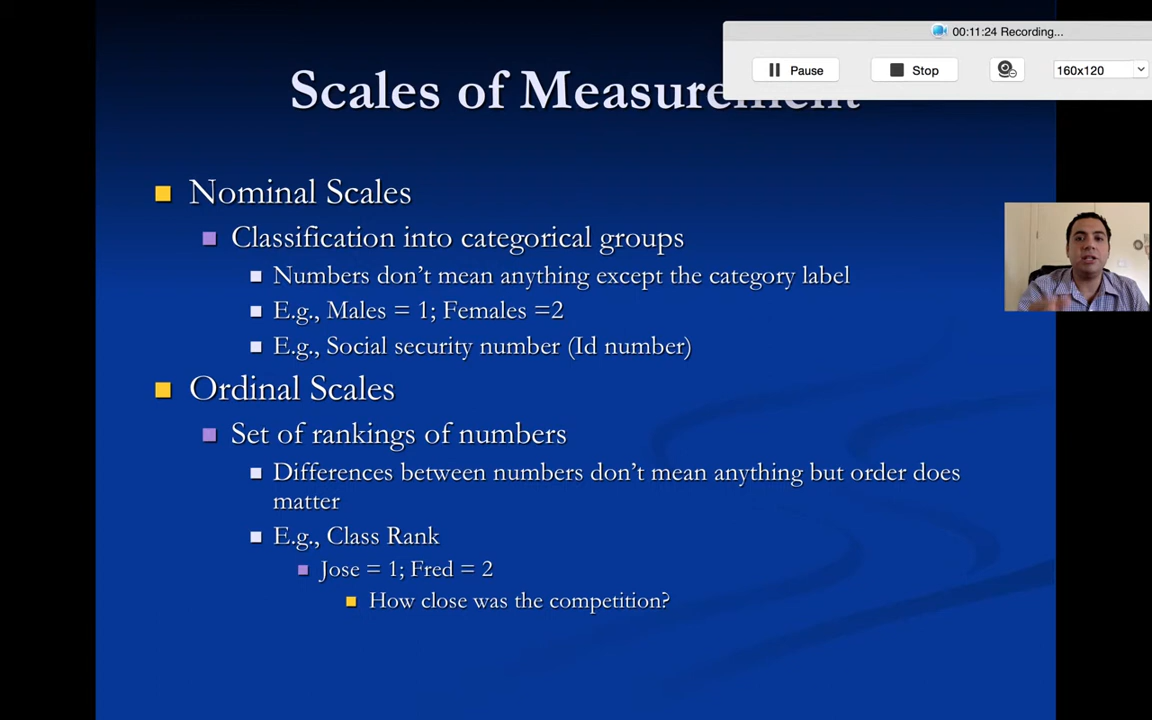 00:11:24 Recording...
Pause
Stop
160x120
Scales of Measurement
Nominal Scales
Classification into categorical groups
Numbers don't mean anything except the category label
E.g., Males = 1; Females =2
E.g., Social security number (Id number)
Ordinal Scales
Set of rankings of numbers
Differences between numbers don't mean anything but order does
matter
E.g., Class Rank
Jose = 1; Fred = 2
How close was the competition?